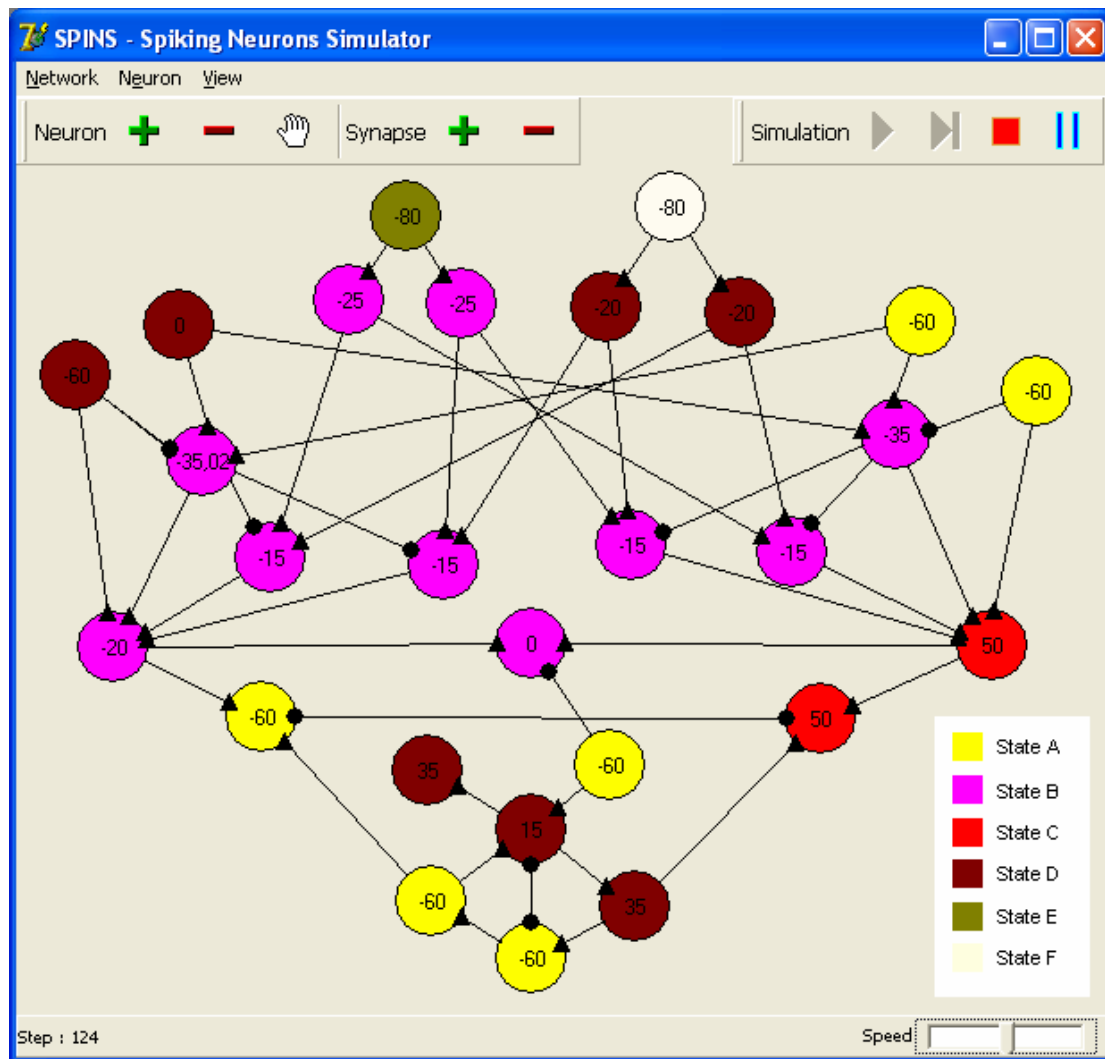 SPINS - Spiking Neurons Simulator
Network Neuron View
Neuron Synapse Simulation
-80 -80
-25 -25 -20 -20
0 -60
-60 -60
-35,02 -35
-15 -15 -15 -15
-20 0 50
-60 50
35 -60
15
-60 35
-60
State A
State B
State C
State D
State E
State F
Step : 124 Speed